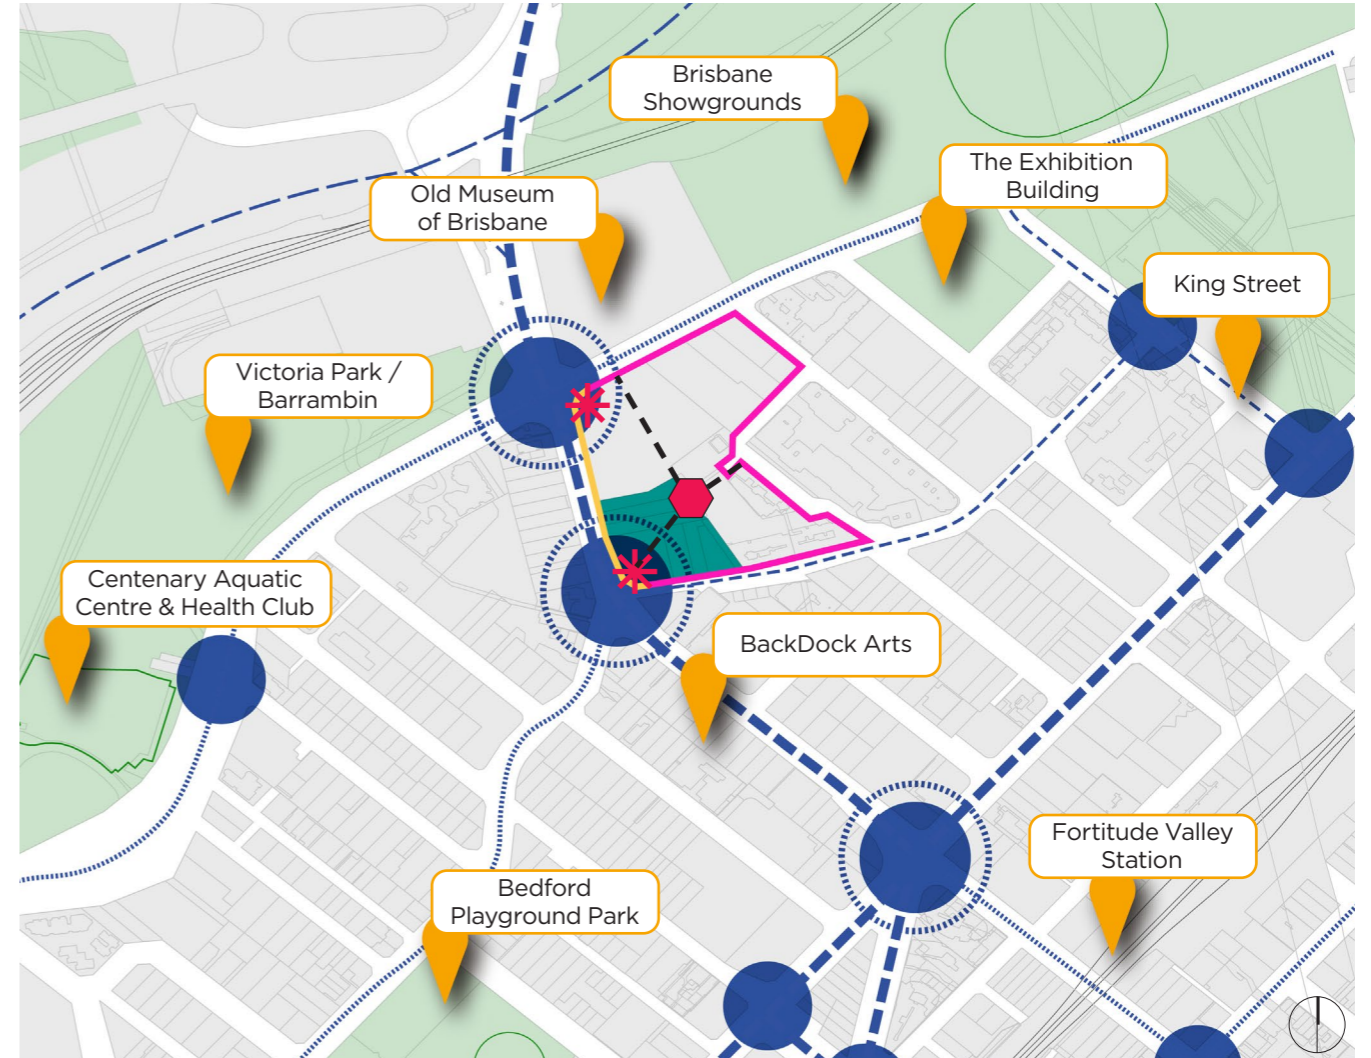 Brisbane
Showgrounds
The Exhibition
Building
Old Museum
of Brisbane
King Street
Victoria Park /
Barrambin
Centenary Aquatic
Centre & Health Club
BackDock Arts
Fortitude Valley
Station
Bedford
Playground Park